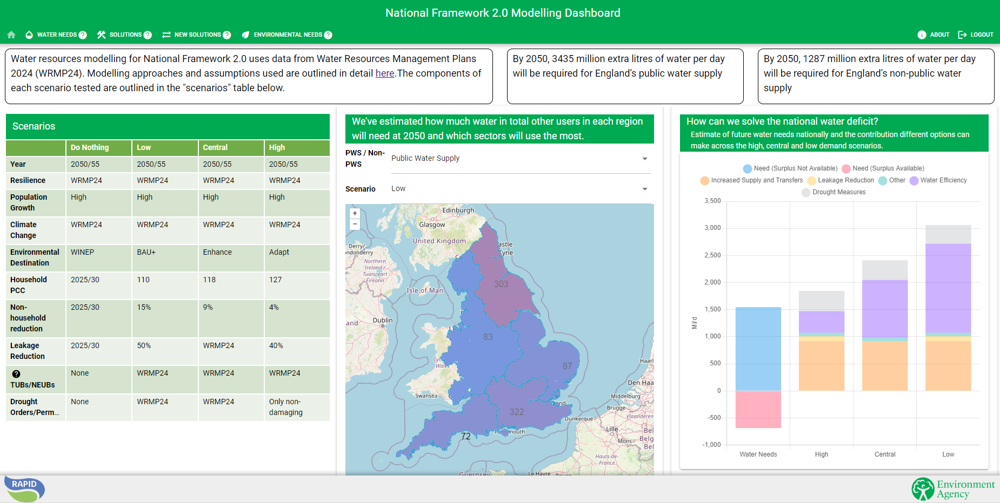 National Framework 2.0 Modelling Dashboard
WATER NEEDS ?
SOLUTIONS ?
NEW SOLUTIONS ?
ENVIRONMENTAL NEEDS ?
ABOUT
LOGOUT
Water resources modelling for National Framework 2.0 uses data from Water Resources Management Plans
2024 (WRMP24). Modelling approaches and assumptions used are outlined in detail here.The components of
each scenario tested are outlined in the "scenarios" table below.
By 2050, 3435 million extra litres of water per day
will be required for England's public water supply
By 2050, 1287 million extra litres of water per day
will be required for England's non-public water
supply
Scenarios
Do Nothing Low Central High
Year 2050/55 2050/55 2050/55 2050/55
Resilience WRMP24 WRMP24 WRMP24 WRMP24
Population High High High High
Growth
Climate WRMP24 WRMP24 WRMP24 WRMP24
Change
Environmental WINEP BAU+ Enhance Adapt
Destination
Household 2025/30 110 118 127
PCC
Non- 2025/30 15% 9% 4%
household
reduction
Leakage 2025/30 50% WRMP24 40%
Reduction
? None WRMP24 WRMP24 WRMP24
TUBs/NEUBs
Drought None WRMP24 WRMP24 Only non-
Orders/Perm... damaging
We've estimated how much water in total other users in each region
will need at 2050 and which sectors will use the most.
PWS / Non-
PWS
Public Water Supply
Scenario Low
+
−
Edinburgh
Glasgow
United Kingdom
Derry/
ondonderry
astle
Tyne
Ca
Northern
Ireland /
Tuaisceart
Éireann
303
Isle of Man
Dublin
and
83
Cym
Wales
87
Haarl
Den Haa
Swansea
Middelburg
Brugge
Vlaanderen
322
nd-
Dunkerque
P mouth
72
Lille
Mons
Bel
Belg
Bel
Hauts-de-
France
Guernsey
Le Havre
Rouen
How can we solve the national water deficit?
Estimate of future water needs nationally and the contribution different options can
make across the high, central and low demand scenarios.
Need (Surplus Not Available) Need (Surplus Available)
Increased Supply and Transfers Leakage Reduction Other Water Efficiency
Drought Measures
3,500
3,000
2,500
2,000
1,500
1,000
500
0
-500
-1,000
Ml/d
Water Needs High Central Low
RAPID
Environment
Agency